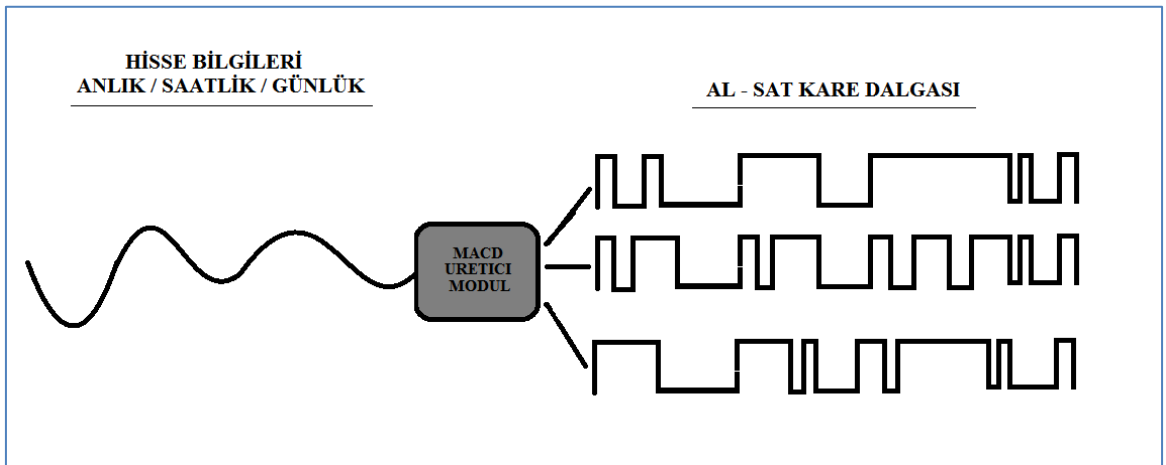 HİSSE BİLGİLERİ
ANLIK / SAATLİK / GÜNLÜK
AL - SAT KARE DALGASI
MACD
URETICI
MODUL